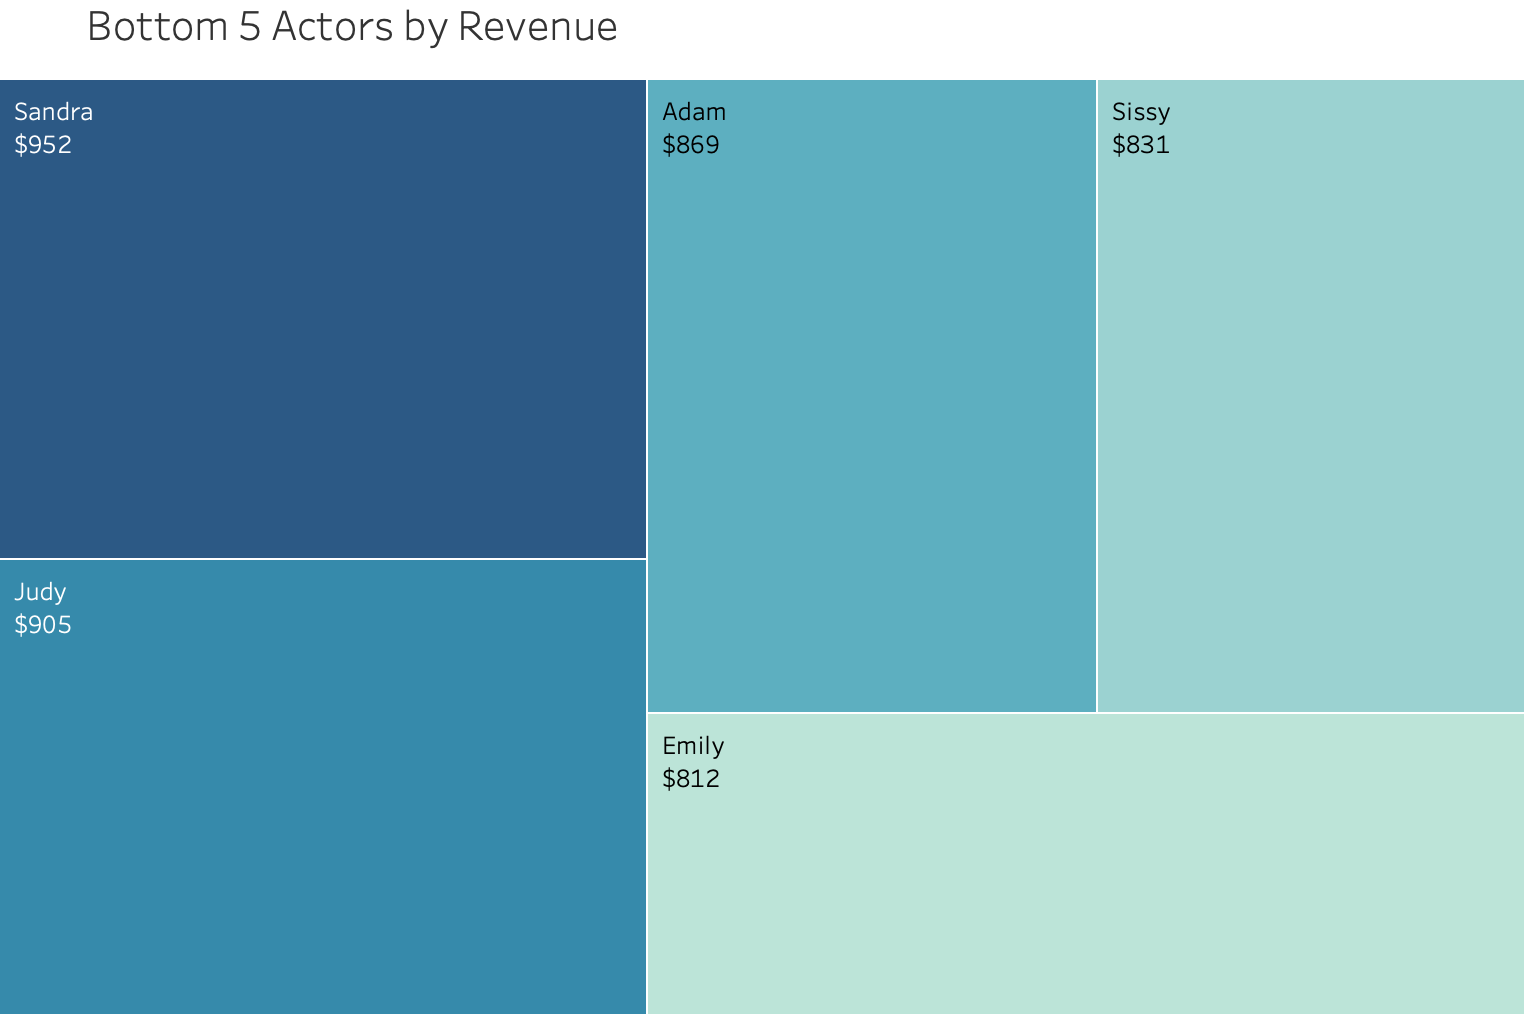 Bottom 5 Actors by Revenue
Sandra
$952
Adam
$869
Sissy
$831
Judy
$905
Emily
$812